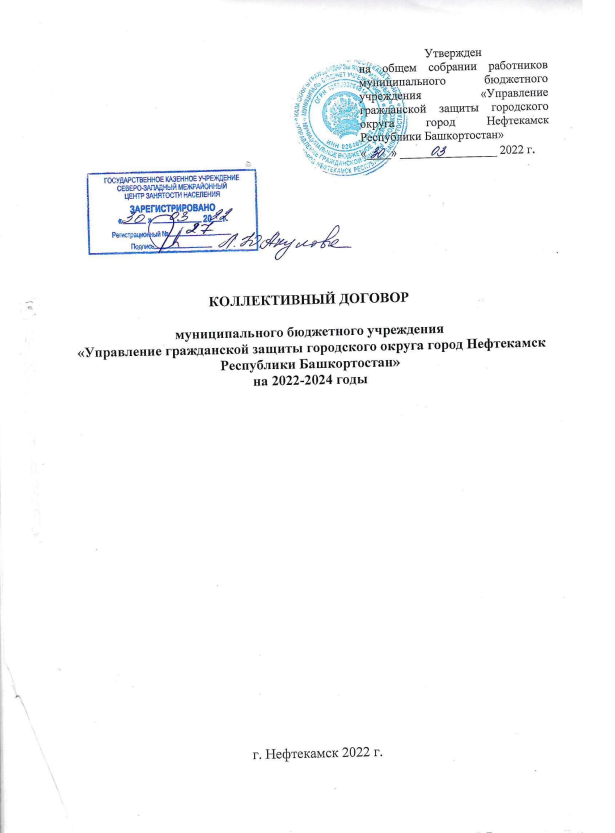 Утвержден
на общем собрании работников
муниципального бюджетного
учреждения «Управление
гражданской защиты городского
округа город Нефтекамск
Республики Башкортостан»
« 30 » 03 2022 г.
ГОСУДАРСТВЕННОЕ КАЗЕННОЕ УЧРЕЖДЕНИЕ
СЕВЕРО-ЗАПАДНЫЙ МЕЖРАЙОННЫЙ
ЦЕНТР ЗАНЯТОСТИ НАСЕЛЕНИЯ
ЗАРЕГИСТРИРОВАНО
«30» 03 2022 г.
Регистрационный № 27
Подпись Л.Ю Акулова
КОЛЛЕКТИВНЫЙ ДОГОВОР
муниципального бюджетного учреждения
«Управление гражданской защиты городского округа город Нефтекамск
Республики Башкортостан»
на 2022-2024 годы
г. Нефтекамск 2022 г.